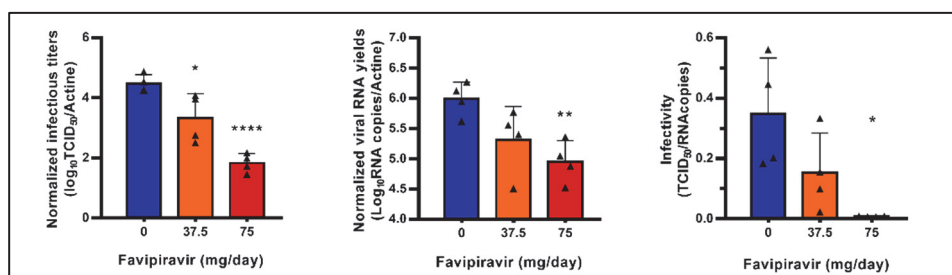 Normalized infectious titers
(log10TCID50/Actine)
6
4
2
0
*
****
0 37.5 75
Favipiravir (mg/day)
Normalized viral RNA yields
(Log10RNA copies/Actine)
7.0
6.5
6.0
5.5
5.0
4.5
4.0
**
0 37.5 75
Favipiravir (mg/day)
Infectivity
(TCID50/RNAcopies)
0.6
0.4
0.2
0.0
*
0 37.5 75
Favipiravir (mg/day)